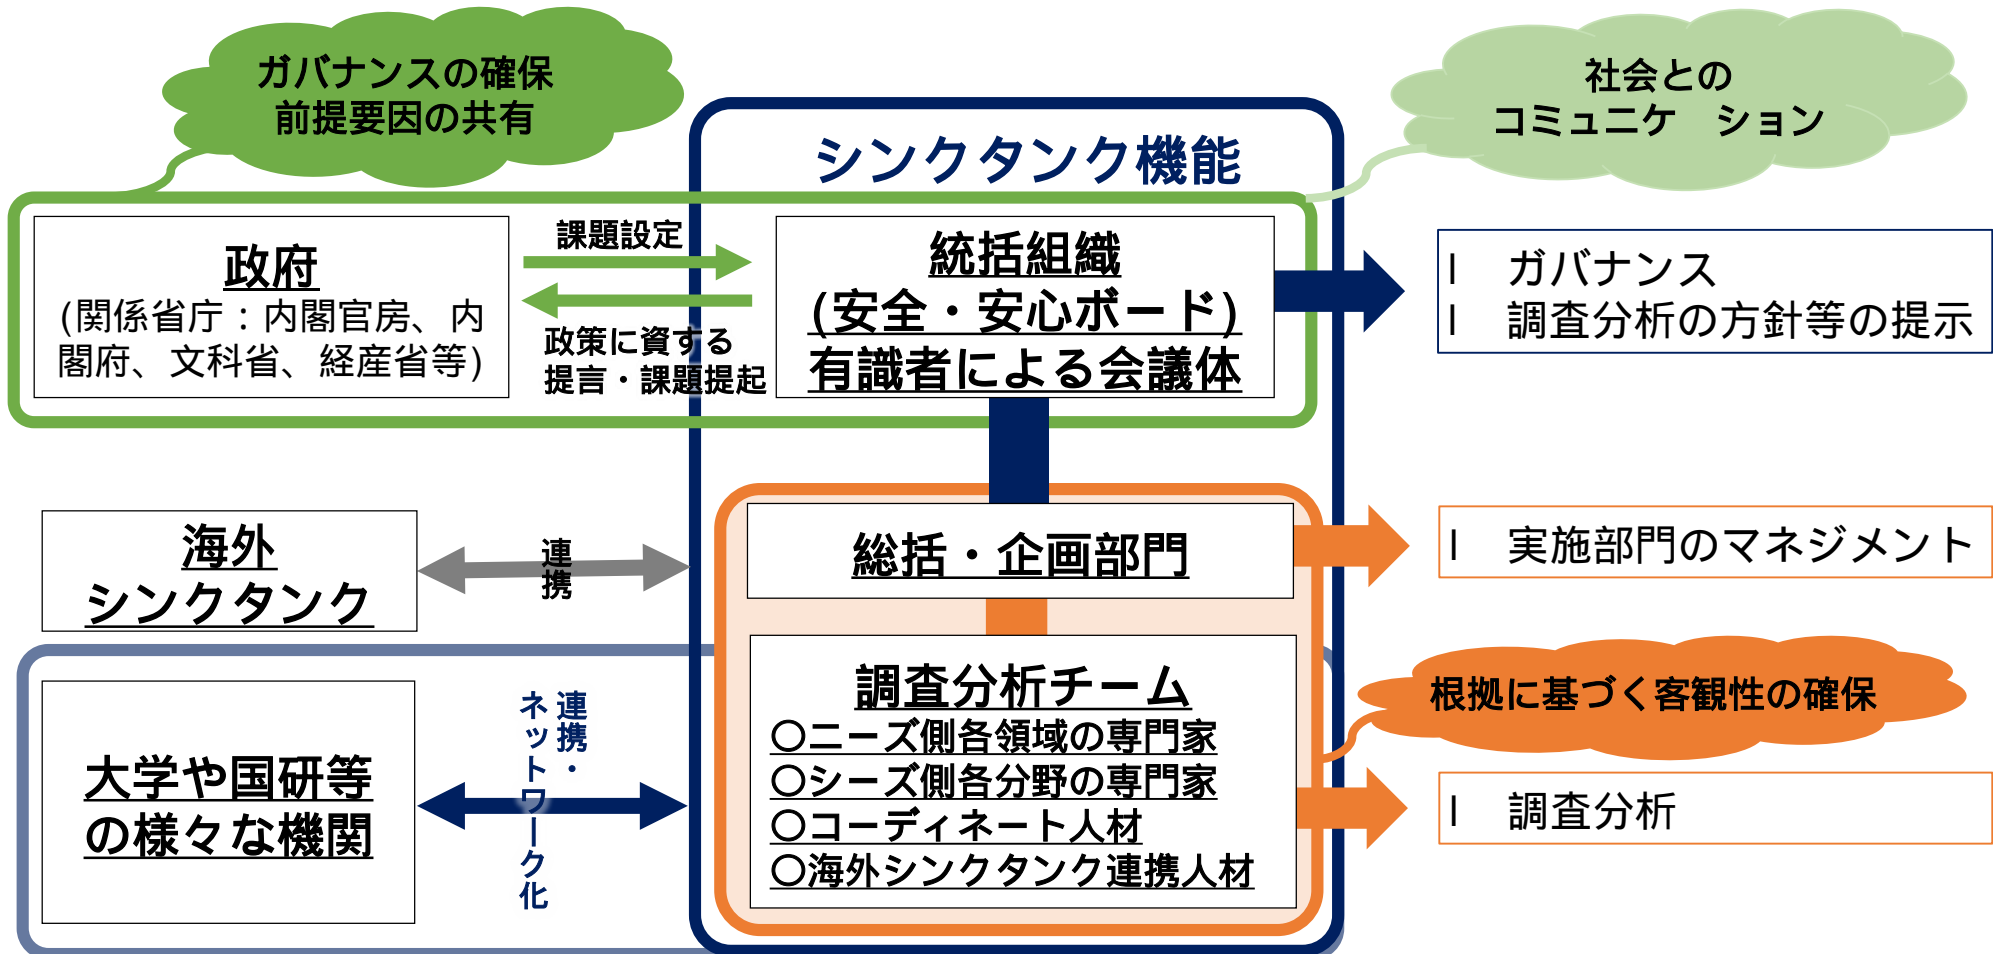 ガバナンスの確保
前提要因の共有
社会との
コミュニケ　ション
シンクタンク機能
政府
(関係省庁：内閣官房、内
閣府、文科省、経産省等)
課題設定
政策に資する
提言・課題提起
統括組織
(安全・安心ボード)
有識者による会議体
l　ガバナンス
l　調査分析の方針等の提示
海外
シンクタンク
連携
総括・企画部門
l　実施部門のマネジメント
大学や国研等
の様々な機関
連携・
ネットワーク化
調査分析チーム
〇ニーズ側各領域の専門家
〇シーズ側各分野の専門家
〇コーディネート人材
〇海外シンクタンク連携人材
根拠に基づく客観性の確保
l　調査分析